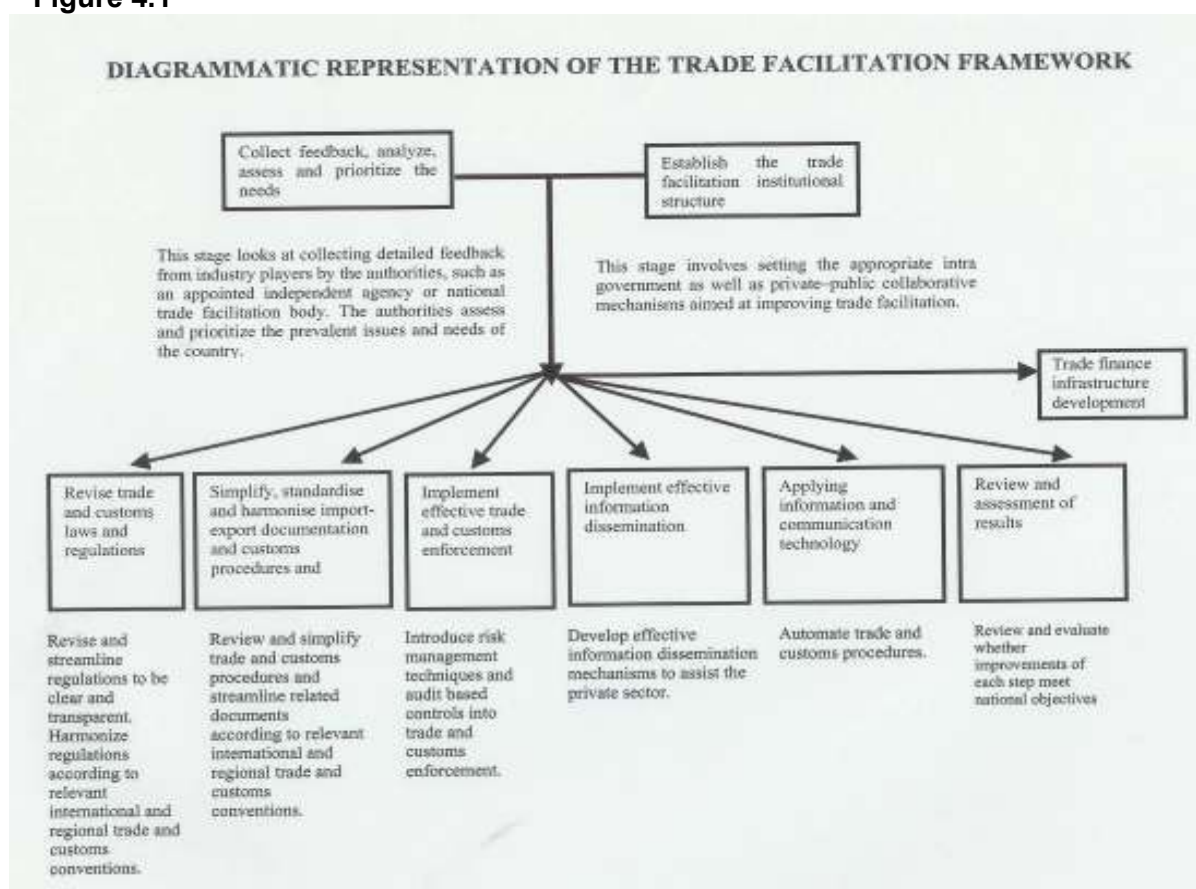 Figure 4.1
DIAGRAMMATIC REPRESENTATION OF THE TRADE FACILITATION FRAMEWORK
Collect feedback, analyze,
assess and prioritize the
needs
Establish the trade
facilitation institutional
structure
This stage looks at collecting detailed feedback
from industry players by the authorities, such as
an appointed independent agency or national
trade facilitation body. The authorities assess
and prioritize the prevalent issues and needs of
the country.
This stage involves setting the appropriate intra
government as well as private–public collaborative
mechanisms aimed at improving trade facilitation.
Trade finance
infrastructure
development
Revise trade
and customs
laws and
regulations
Simplify, standardise
and harmonise import-
export documentation
and customs
procedures and
Implement
effective trade
and customs
enforcement
Implement effective
information
dissemination
Applying
information and
communication
technology
Review and
assessment of
results
Revise and
streamline
regulations to be
clear and
transparent.
Harmonize
regulations
according to
relevant
international and
regional trade and
customs
conventions.
Review and simplify
trade and customs
procedures and
streamline related
documents
according to relevant
international and
regional trade and
customs
conventions.
Introduce risk
management
techniques and
audit based
controls into
trade and
customs
enforcement.
Develop effective
information dissemination
mechanisms to assist the
private sector.
Automate trade and
customs procedures.
Review and evaluate
whether
improvements of
each step meet
national objectives